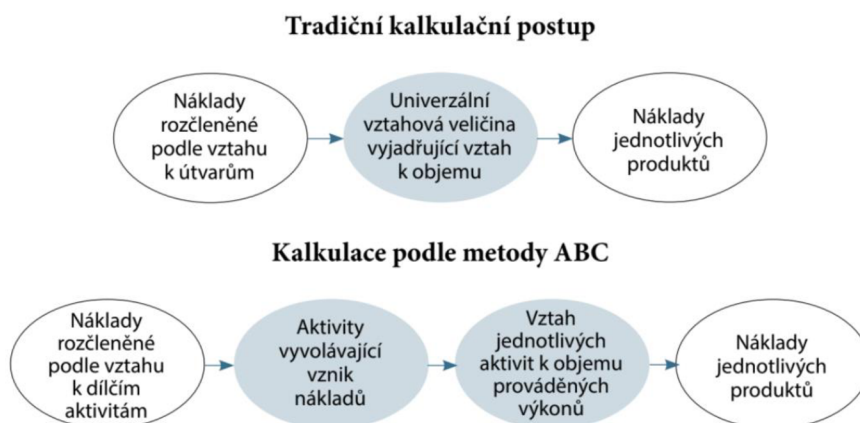 Tradiční kalkulační postup
Náklady
rozčleněné
podle vztahu
k útvarům
Univerzální
vztahová veličina
vyjadřující vztah
k objemu
Náklady
jednotlivých
produktů
Kalkulace podle metody ABC
Náklady
rozčleněné
podle vztahu
k dílčím
aktivitám
Aktivity
vyvolávající
vznik
nákladů
Vztah
jednotlivých
aktivit k objemu
prováděných
výkonů
Náklady
jednotlivých
produktů